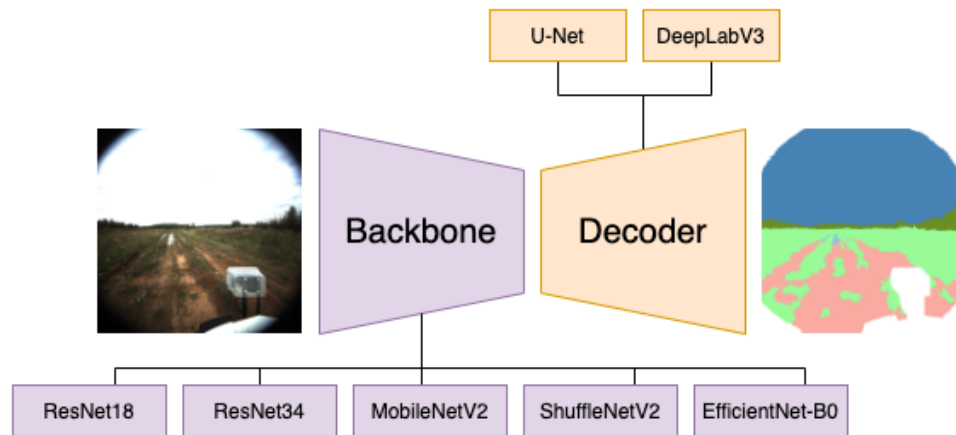 U-Net
DeepLabV3
Backbone
Decoder
ResNet18
ResNet34
MobileNetV2
ShuffleNetV2
EfficientNet-B0